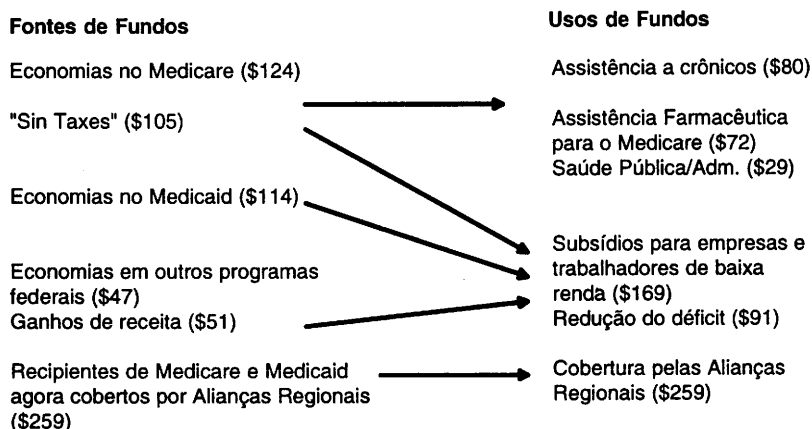 Fontes de Fundos
Economias no Medicare ($124)
"Sin Taxes" ($105)
Economias no Medicaid ($114)
Economias em outros programas
federais ($47)
Ganhos de receita ($51)
Recipientes de Medicare e Medicaid
agora cobertos por Alianças Regionais
($259)
Usos de Fundos
Assistência a crônicos ($80)
Assistência Farmacêutica
para o Medicare ($72)
Saúde Pública/Adm. ($29)
Subsídios para empresas e
trabalhadores de baixa
renda ($169)
Redução do déficit ($91)
Cobertura pelas Alianças
Regionais ($259)